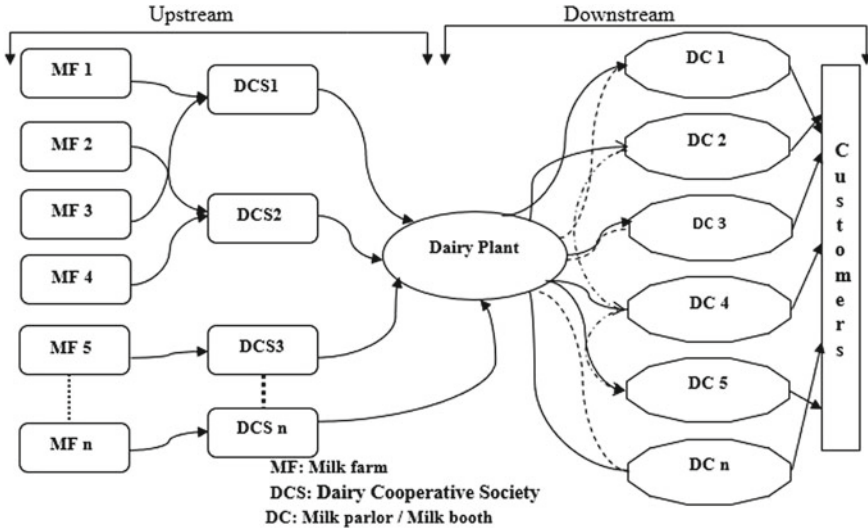 Upstream
Downstream
MF 1
MF 2
MF 3
MF 4
MF 5
MF n
DCS1
DCS2
DCS3
DCS n
Dairy Plant
DC 1
DC 2
DC 3
DC 4
DC 5
DC n
Customers
MF: Milk farm
DCS: Dairy Cooperative Society
DC: Milk parlor / Milk booth